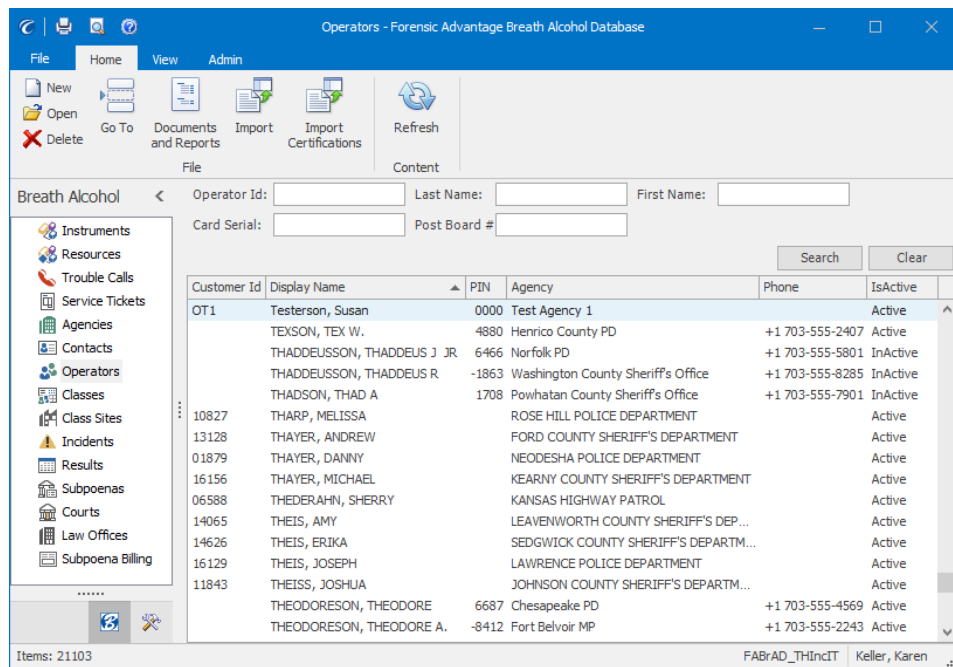 Operators - Forensic Advantage Breath Alcohol Database
File Home View Admin
New
Open
Delete
Go To
Documents and Reports
Import
Import Certifications
Refresh
File
Content
Breath Alcohol <
Instruments
Resources
Trouble Calls
Service Tickets
Agencies
Contacts
Operators
Classes
Class Sites
Incidents
Results
Subpoenas
Courts
Law Offices
Subpoena Billing
Operator Id: Last Name: First Name:
Card Serial: Post Board #
Search Clear
Customer Id Display Name PIN Agency Phone IsActive
OT1 Testerson, Susan 0000 Test Agency 1 Active
TEXSON, TEX W. 4880 Henrico County PD +1 703-555-2407 Active
THADDEUSSON, THADDEUS J JR 6466 Norfolk PD +1 703-555-5801 InActive
THADDEUSSON, THADDEUS R -1863 Washington County Sheriff's Office +1 703-555-8285 InActive
THADSON, THAD A 1708 Powhatan County Sheriff's Office +1 703-555-7901 InActive
10827 THARP, MELISSA ROSE HILL POLICE DEPARTMENT Active
13128 THAYER, ANDREW FORD COUNTY SHERIFF'S DEPARTMENT Active
01879 THAYER, DANNY NEODESHA POLICE DEPARTMENT Active
16156 THAYER, MICHAEL KEARNY COUNTY SHERIFF'S DEPARTMENT Active
06588 THEDERAHN, SHERRY KANSAS HIGHWAY PATROL Active
14065 THEIS, AMY LEAVENWORTH COUNTY SHERIFF'S DEP... Active
14626 THEIS, ERIKA SEDGWICK COUNTY SHERIFF'S DEPARTM... Active
16129 THEIS, JOSEPH LAWRENCE POLICE DEPARTMENT Active
11843 THEISS, JOSHUA JOHNSON COUNTY SHERIFF'S DEPARTM... Active
THEODORESON, THEODORE 6687 Chesapeake PD +1 703-555-4569 Active
THEODORESON, THEODORE A. -8412 Fort Belvoir MP +1 703-555-2243 Active
Items: 21103 FABrAD_THIncIT Keller, Karen